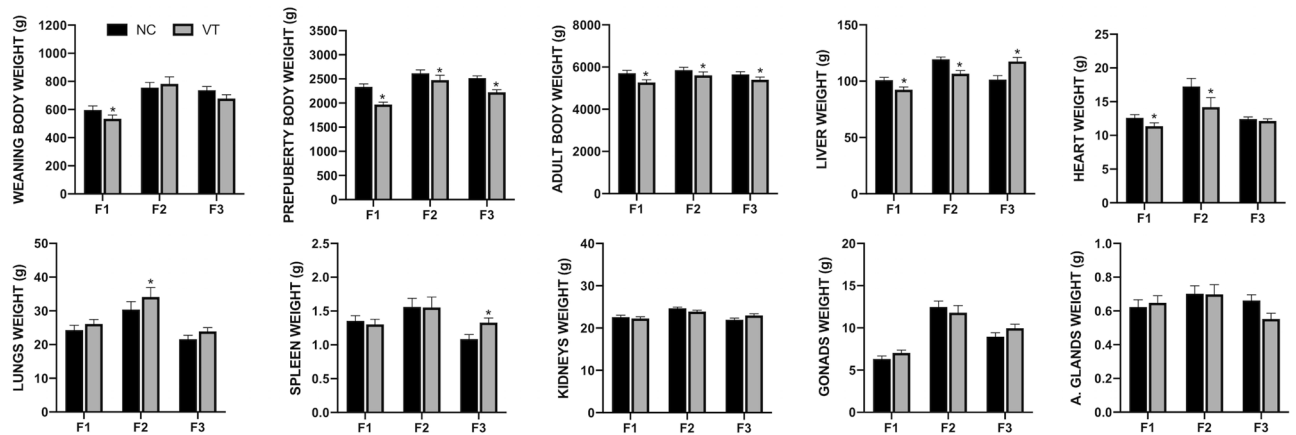 WEANING BODY WEIGHT (g)
1200
1000
800
600
400
200
0
NC VT
*
F1 F2 F3
PREPUBERTY BODY WEIGHT (g)
3500
3000
2500
2000
1500
1000
500
0
* * *
F1 F2 F3
ADULT BODY WEIGHT (g)
8000
6000
4000
2000
0
* * *
F1 F2 F3
LIVER WEIGHT (g)
150
100
50
0
* * *
F1 F2 F3
HEART WEIGHT (g)
25
20
15
10
5
0
* *
F1 F2 F3
LUNGS WEIGHT (g)
50
40
30
20
10
0
*
F1 F2 F3
SPLEEN WEIGHT (g)
2.5
2.0
1.5
1.0
0.5
0.0
*
F1 F2 F3
KIDNEYS WEIGHT (g)
40
30
20
10
0
F1 F2 F3
GONADS WEIGHT (g)
20
15
10
5
0
F1 F2 F3
A. GLANDS WEIGHT (g)
1.0
0.8
0.6
0.4
0.2
0.0
F1 F2 F3